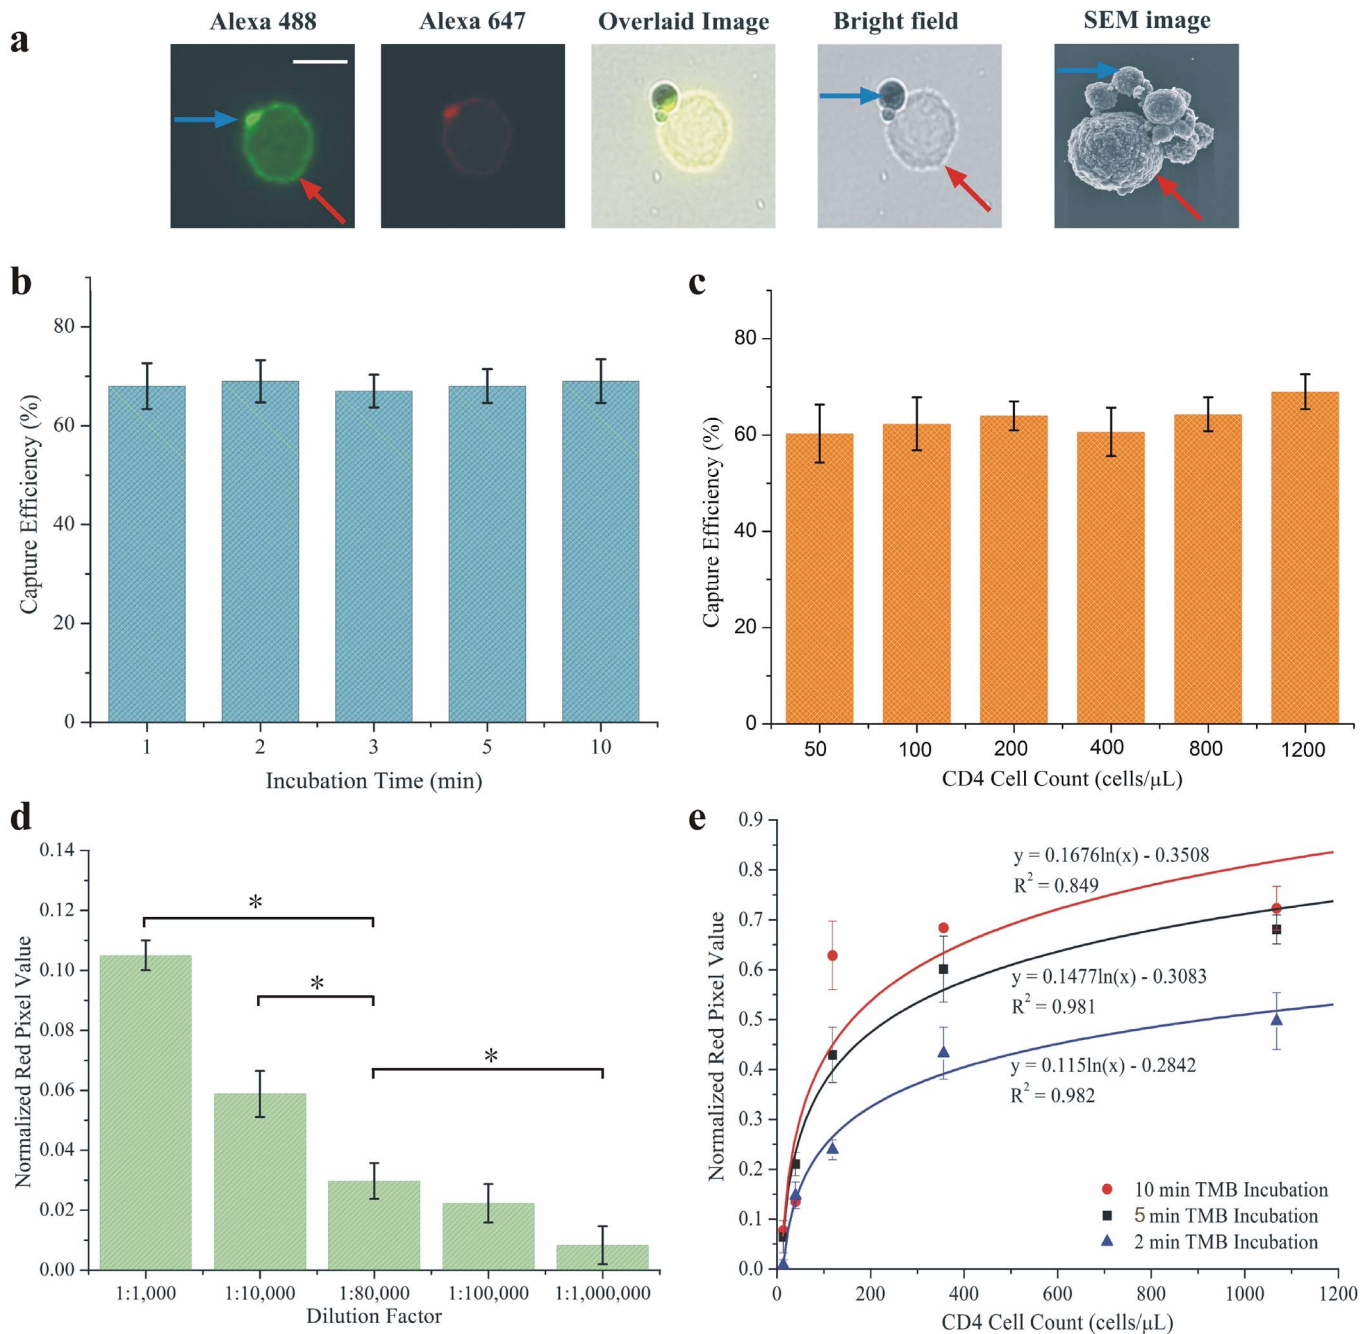 a
Alexa 488
Alexa 647
Overlaid Image
Bright field
SEM image
b
Capture Efficiency (%)
80
60
40
20
0
1 2 3 5 10
Incubation Time (min)
c
Capture Efficiency (%)
80
60
40
20
0
50 100 200 400 800 1200
CD4 Cell Count (cells/μL)
d
Normalized Red Pixel Value
0.14
0.12
0.10
0.08
0.06
0.04
0.02
0.00
*
*
*
1:1,000 1:10,000 1:80,000 1:100,000 1:1,000,000
Dilution Factor
e
Normalized Red Pixel Value
0.9
0.8
0.7
0.6
0.5
0.4
0.3
0.2
0.1
0.0
y = 0.1676ln(x) - 0.3508
R² = 0.849
y = 0.1477ln(x) - 0.3083
R² = 0.981
y = 0.115ln(x) - 0.2842
R² = 0.982
10 min TMB Incubation
5 min TMB Incubation
2 min TMB Incubation
0 200 400 600 800 1000 1200
CD4 Cell Count (cells/μL)